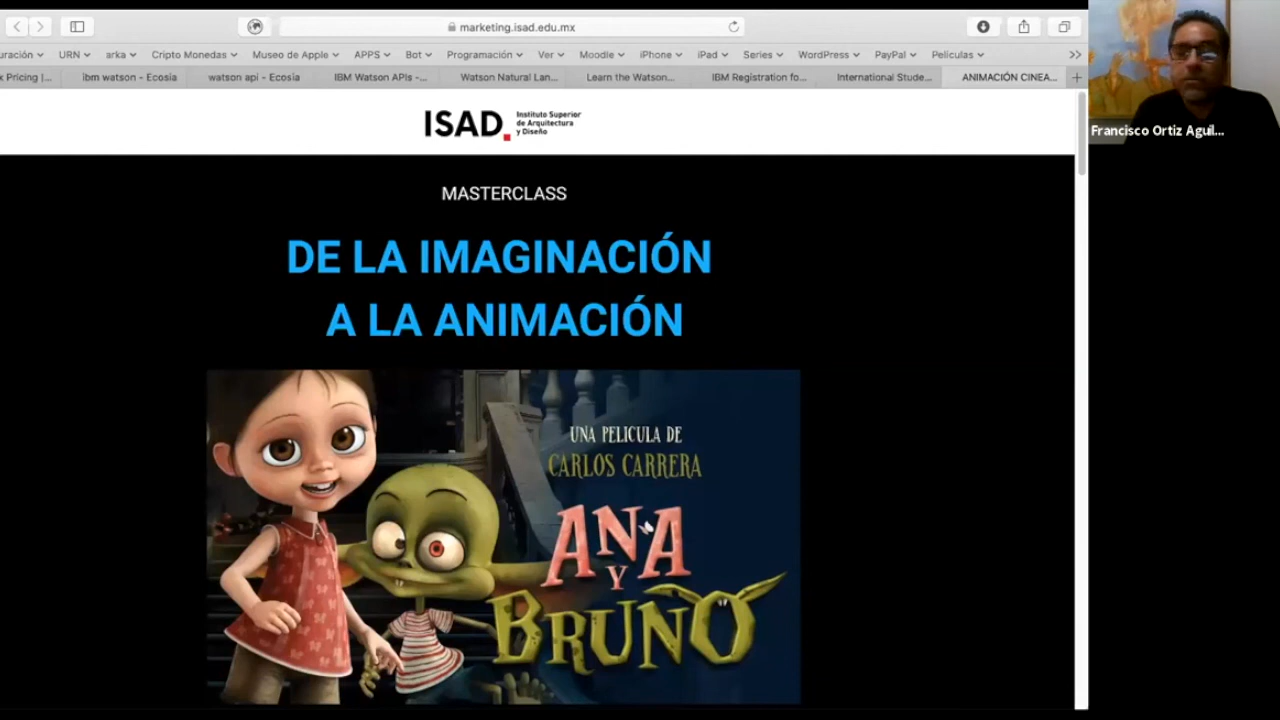 marketing.isad.edu.mx
uración URN arka Cripto Monedas Museo de Apple APPS Bot Programación Ver Moodle iPhone iPad Series WordPress PayPal Películas
x Pricing |... ibm watson - Ecosia watson api - Ecosia IBM Watson APIs -... Watson Natural Lan... Learn the Watson... IBM Registration fo... International Stude... ANIMACIÓN CINEA...
Francisco Ortiz Aguil...
ISAD.
Instituto Superior
de Arquitectura
y Diseño
MASTERCLASS
DE LA IMAGINACIÓN
A LA ANIMACIÓN
UNA PELICULA DE
CARLOS CARRERA
ANA
Y
BRUNO